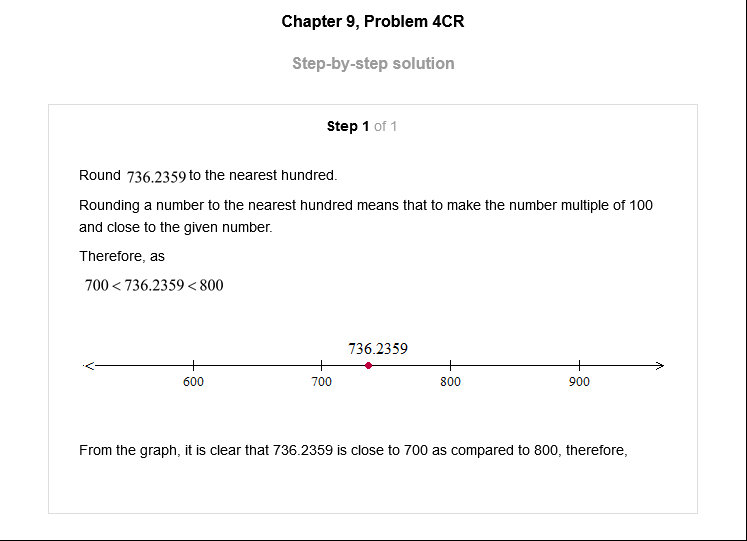 Chapter 9, Problem 4CR
Step-by-step solution
Step 1 of 1
Round 736.2359 to the nearest hundred.
Rounding a number to the nearest hundred means that to make the number multiple of 100
and close to the given number.
Therefore, as
700 < 736.2359 < 800
736.2359
600 700 800 900
From the graph, it is clear that 736.2359 is close to 700 as compared to 800, therefore,